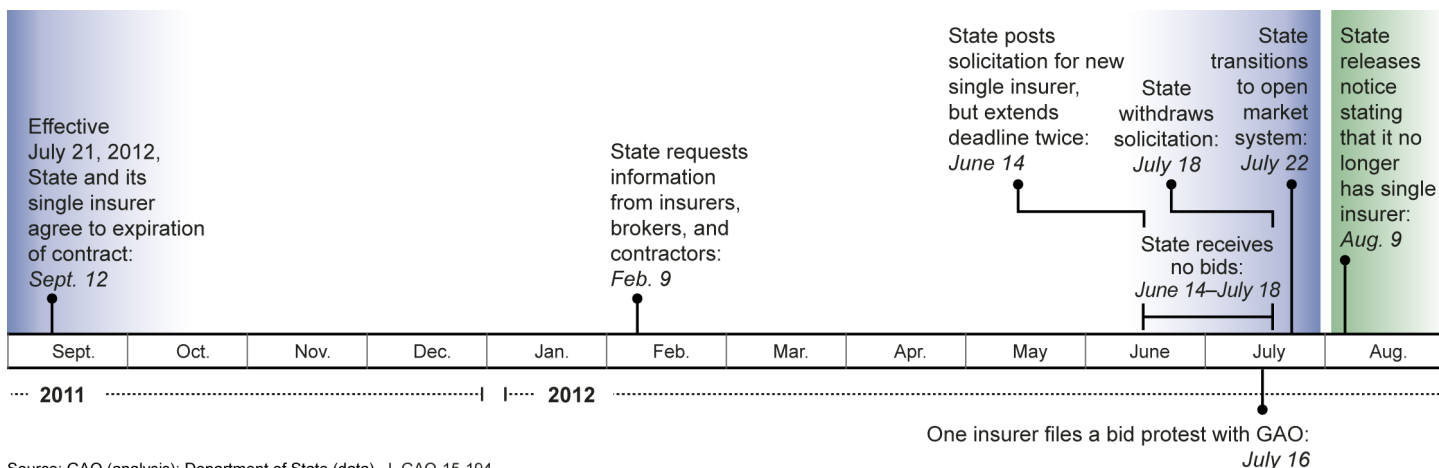 Effective
July 21, 2012,
State and its
single insurer
agree to expiration
of contract:
Sept. 12
State requests
information
from insurers,
brokers, and
contractors:
Feb. 9
State posts
solicitation for new
single insurer,
but extends
deadline twice:
June 14
State
withdraws
solicitation:
July 18
State
transitions
to open
market
system:
July 22
State
releases
notice
stating
that it no
longer
has single
insurer:
Aug. 9
State receives
no bids:
June 14–July 18
Sept. Oct. Nov. Dec. Jan. Feb. Mar. Apr. May June July Aug.
2011 2012
One insurer files a bid protest with GAO:
July 16
Source: GAO (analysis); Department of State (data). | GAO-15-194